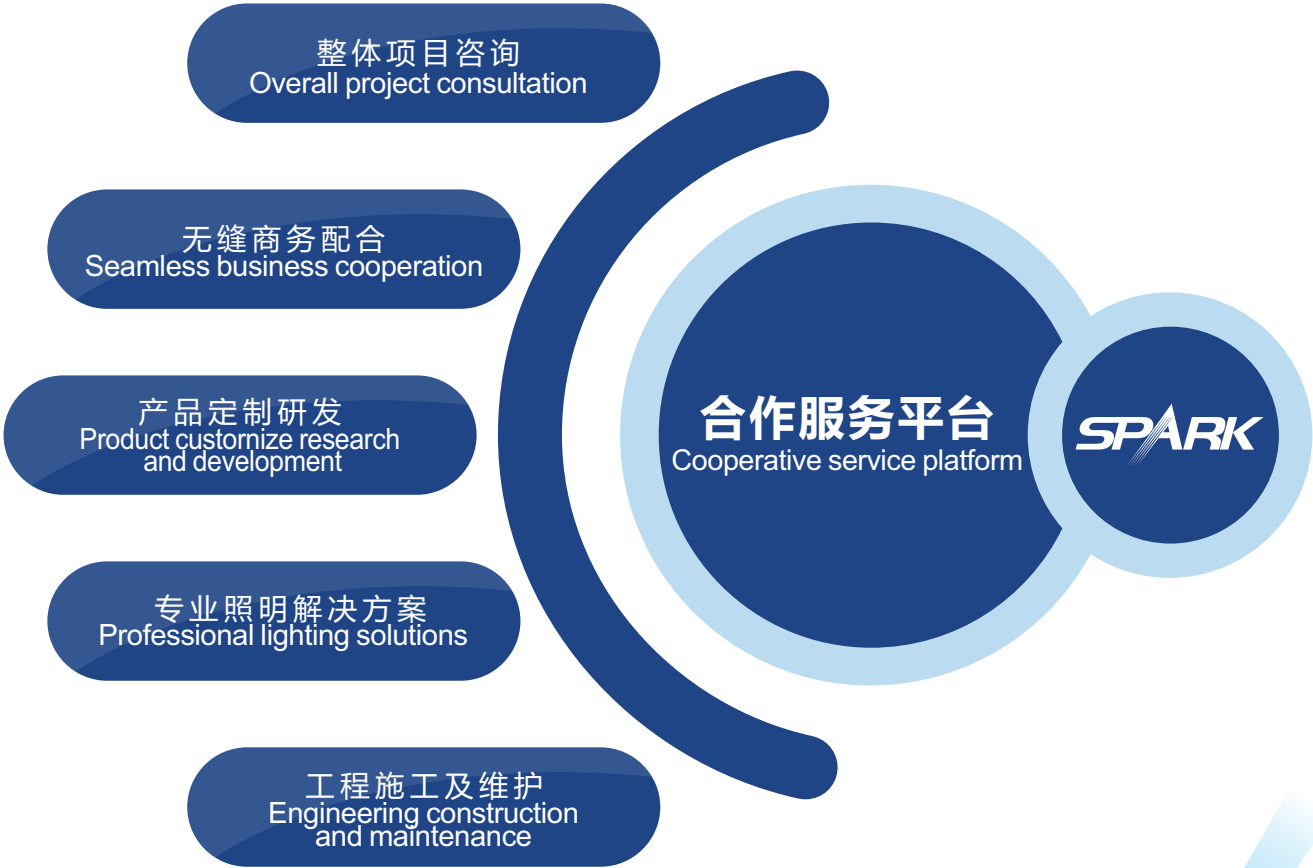 整体项目咨询
Overall project consultation
无缝商务配合
Seamless business cooperation
产品定制研发
Product custornize research
and development
专业照明解决方案
Professional lighting solutions
工程施工及维护
Engineering construction
and maintenance
合作服务平台
Cooperative service platform
SPARK